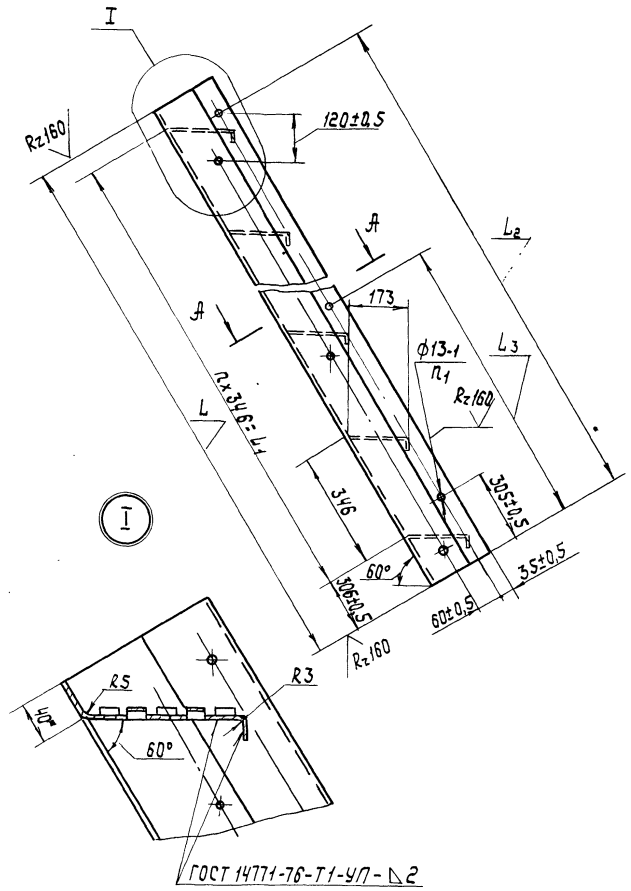 I
Rz160
120±0,5
L2
A
A
173
L3
Ф13-1
n1
Rz160
n x 346 = L1
L
346
305±0,5
I
60°
306±0,5
35±0,5
60±0,5
Rz160
R3
R5
40*
60°
ГОСТ 14771-76-Т1-УП-◺2